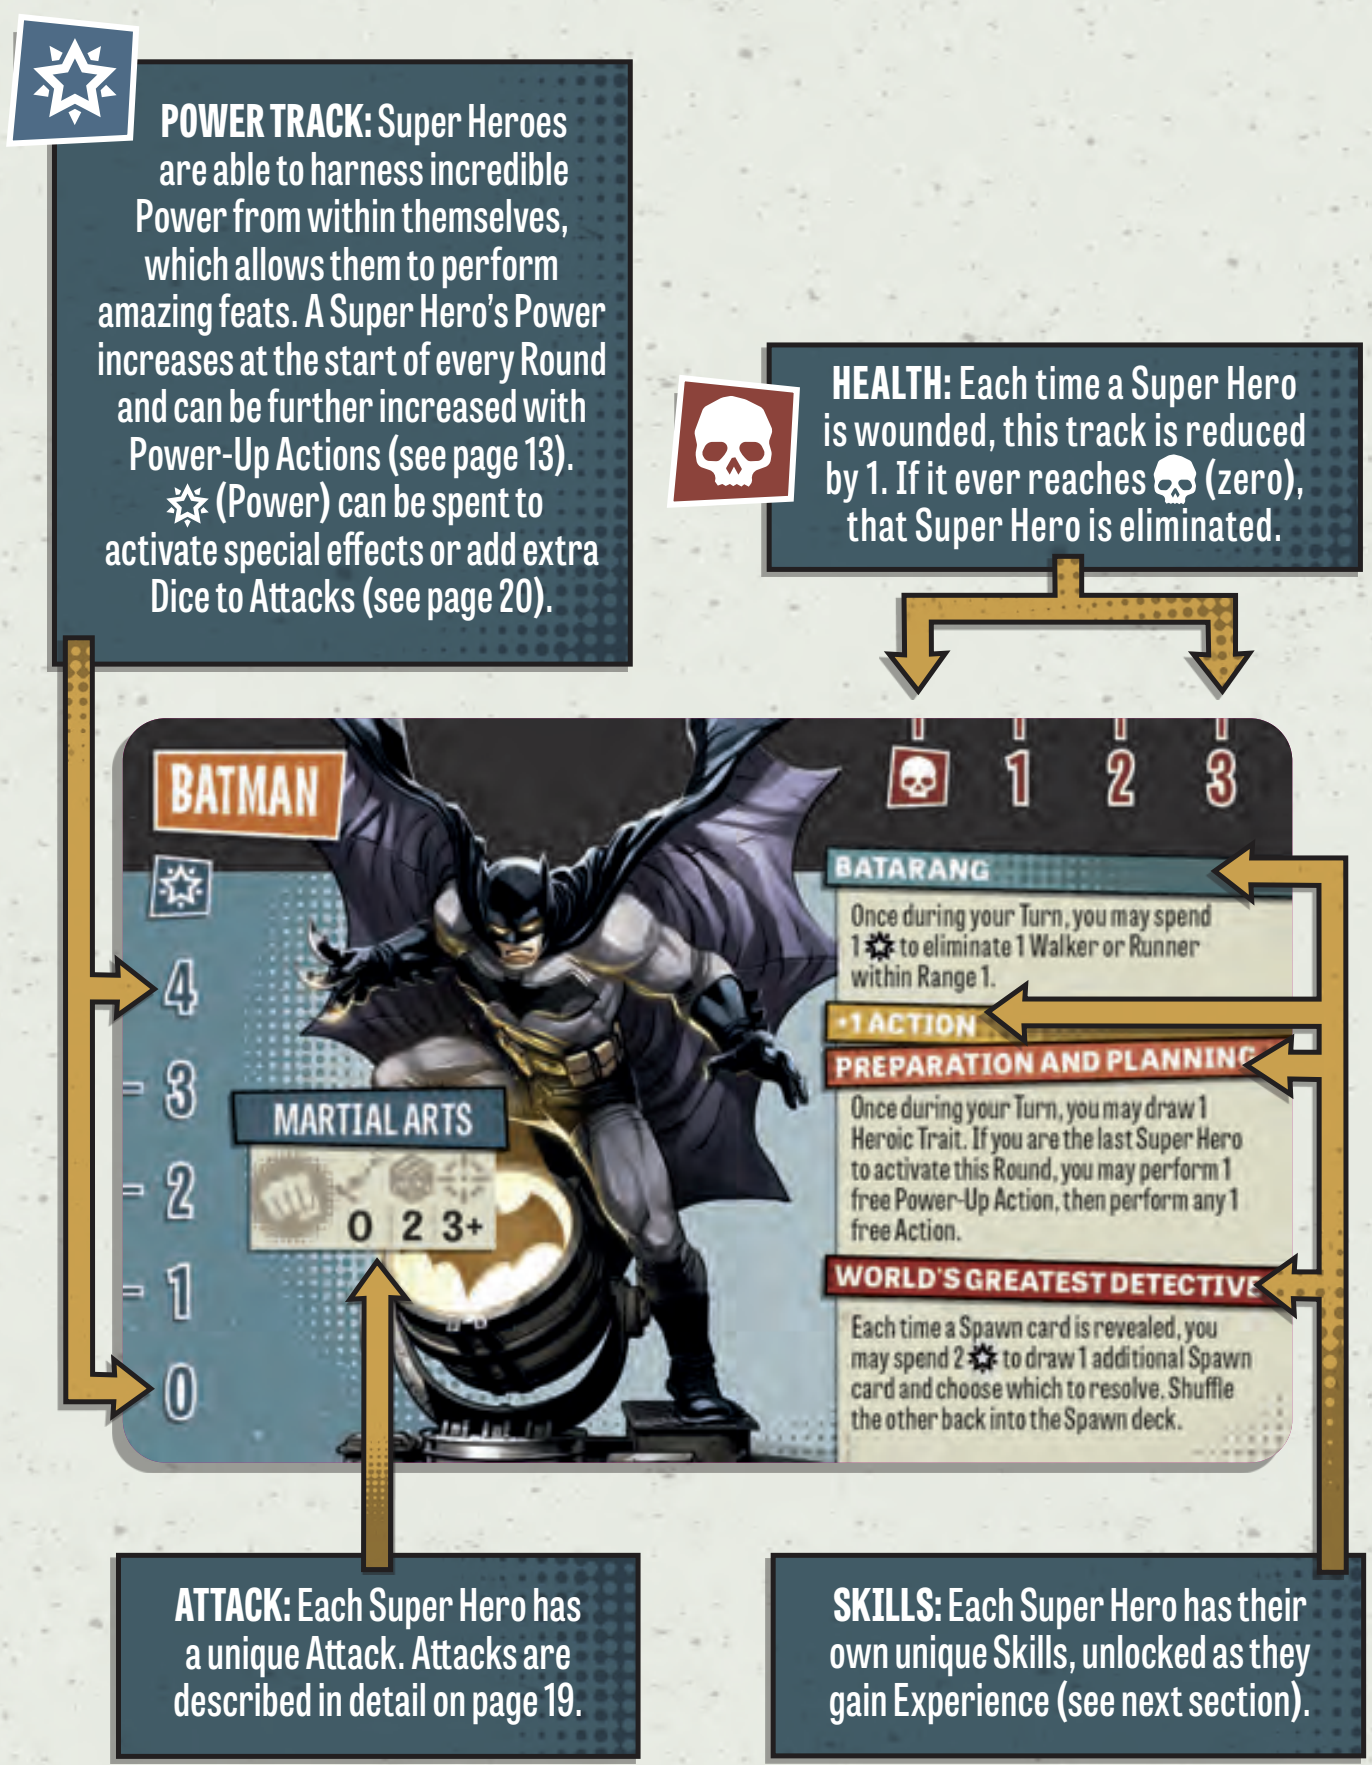 POWER TRACK: Super Heroes
are able to harness incredible
Power from within themselves,
which allows them to perform
amazing feats. A Super Hero's Power
increases at the start of every Round
and can be further increased with
Power-Up Actions (see page 13).
(Power) can be spent to
activate special effects or add extra
Dice to Attacks (see page 20).
HEALTH: Each time a Super Hero
is wounded, this track is reduced
by 1. If it ever reaches (zero),
that Super Hero is eliminated.
BATMAN
1 2 3
4
3
2
1
0
MARTIAL ARTS
0 2 3+
BATARANG
Once during your Turn, you may spend
1 to eliminate 1 Walker or Runner
within Range 1.
+1 ACTION
PREPARATION AND PLANNING
Once during your Turn, you may draw 1
Heroic Trait. If you are the last Super Hero
to activate this Round, you may perform 1
free Power-Up Action, then perform any 1
free Action.
WORLD'S GREATEST DETECTIVE
Each time a Spawn card is revealed, you
may spend 2 to draw 1 additional Spawn
card and choose which to resolve. Shuffle
the other back into the Spawn deck.
ATTACK: Each Super Hero has
a unique Attack. Attacks are
described in detail on page 19.
SKILLS: Each Super Hero has their
own unique Skills, unlocked as they
gain Experience (see next section).